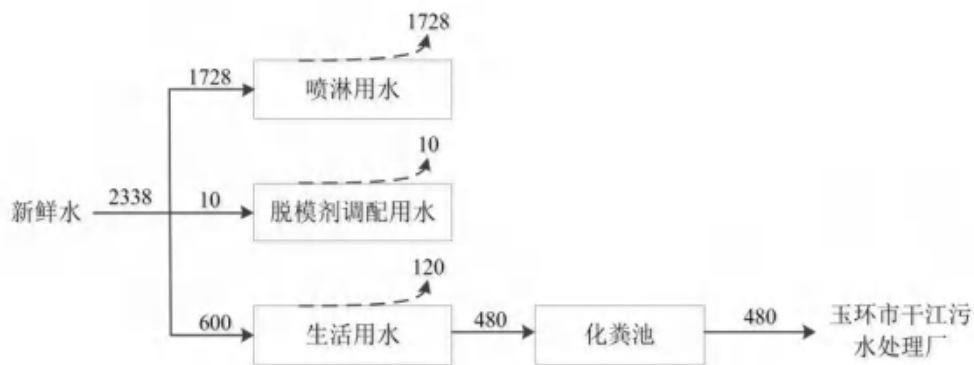 1728
1728
喷淋用水
10
新鲜水
2338
10
脱模剂调配用水
120
600
生活用水
480
化粪池
480
玉环市干江污
水处理厂